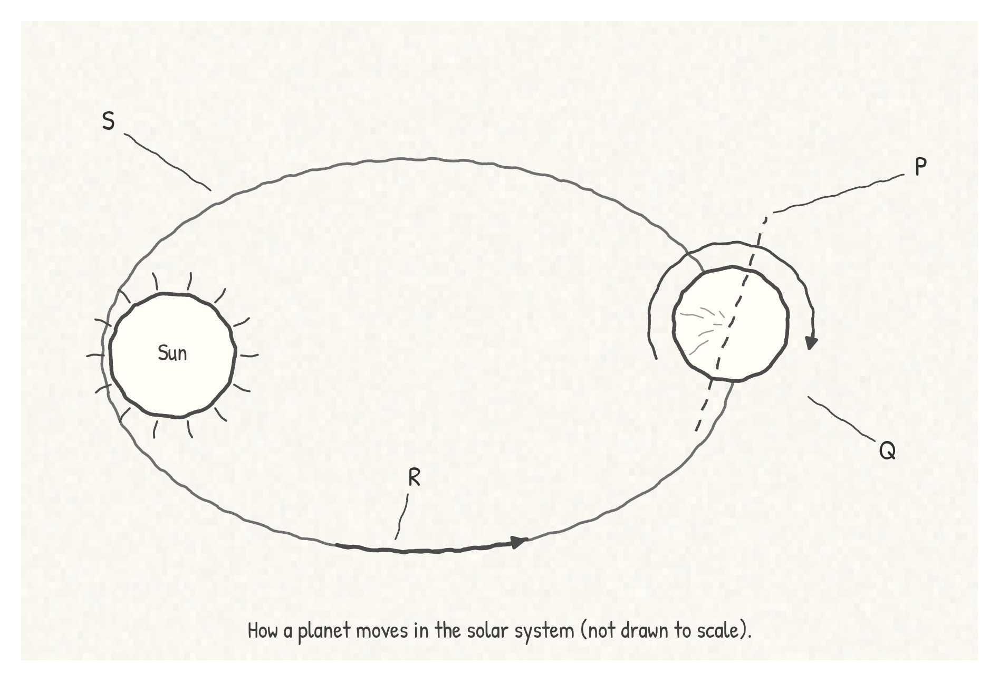 S
P
Sun
Q
R
How a planet moves in the solar system (not drawn to scale).